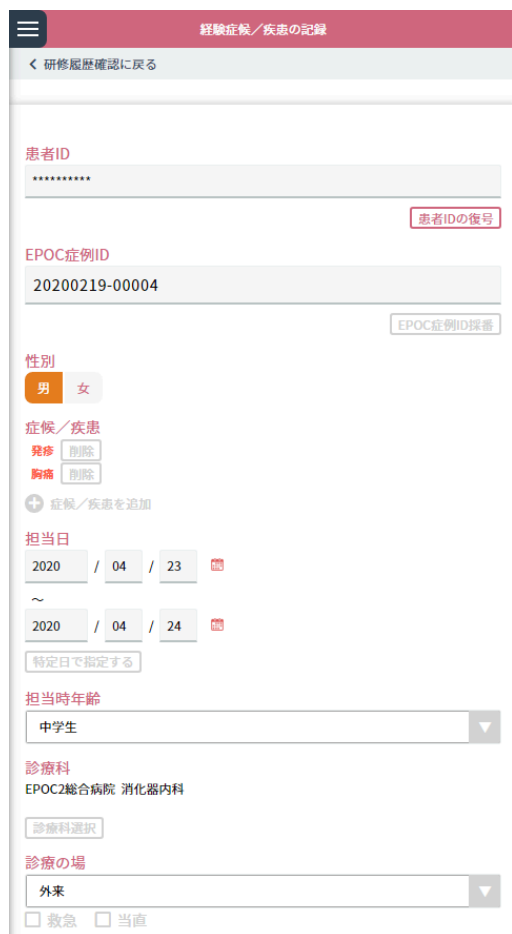 経験症候／疾患の記録
研修履歴確認に戻る
患者ID
**********
患者IDの復号
EPOC症例ID
20200219-00004
EPOC症例ID採番
性別
男 女
症候／疾患
発疹 削除
胸痛 削除
症候／疾患を追加
担当日
2020 / 04 / 23
～
2020 / 04 / 24
特定日で指定する
担当時年齢
中学生
診療科
EPOC2総合病院 消化器内科
診療科選択
診療の場
外来
救急 当直